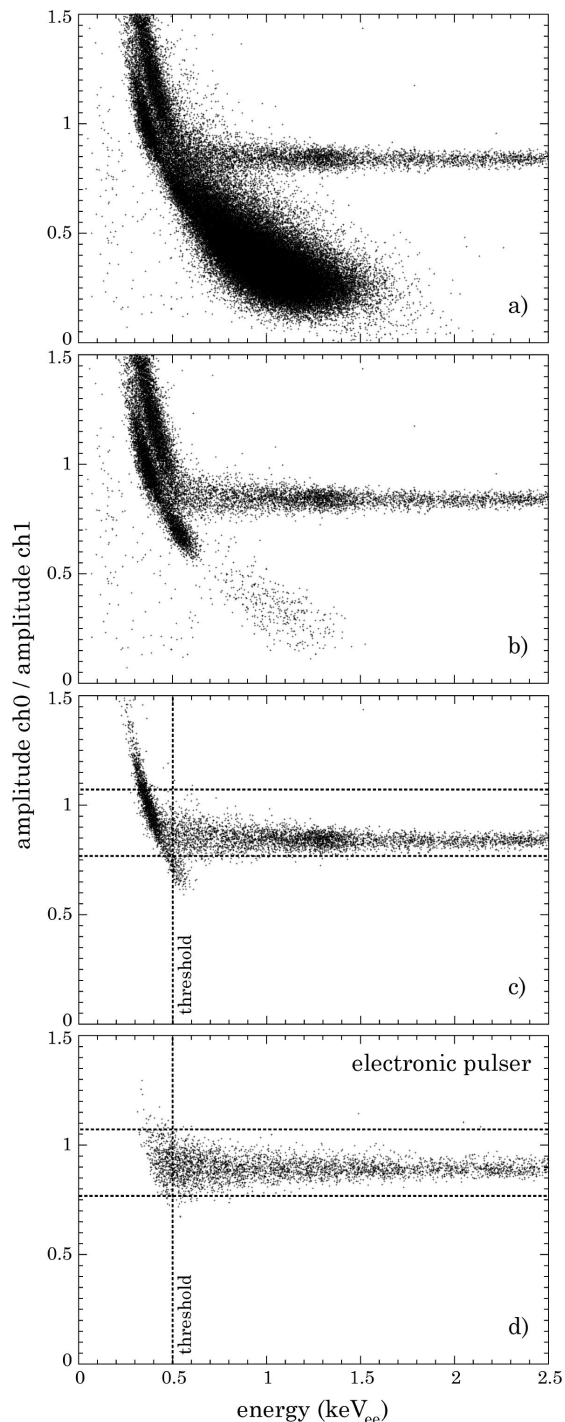 1.5
1
0.5
0
a)
1.5
1
0.5
0
b)
amplitude ch0 / amplitude ch1
1.5
1
0.5
0
threshold
c)
1.5
1
0.5
0
electronic pulser
threshold
d)
0 0.5 1 1.5 2 2.5
energy (keVee)